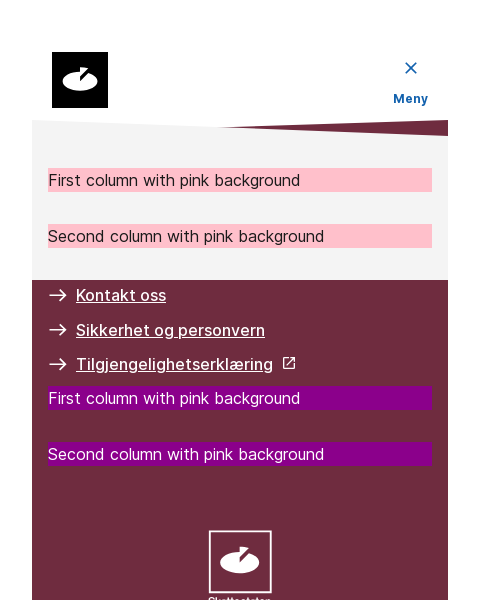 Meny
First column with pink background
Second column with pink background
Kontakt oss
Sikkerhet og personvern
Tilgjengelighetserklæring
First column with pink background
Second column with pink background